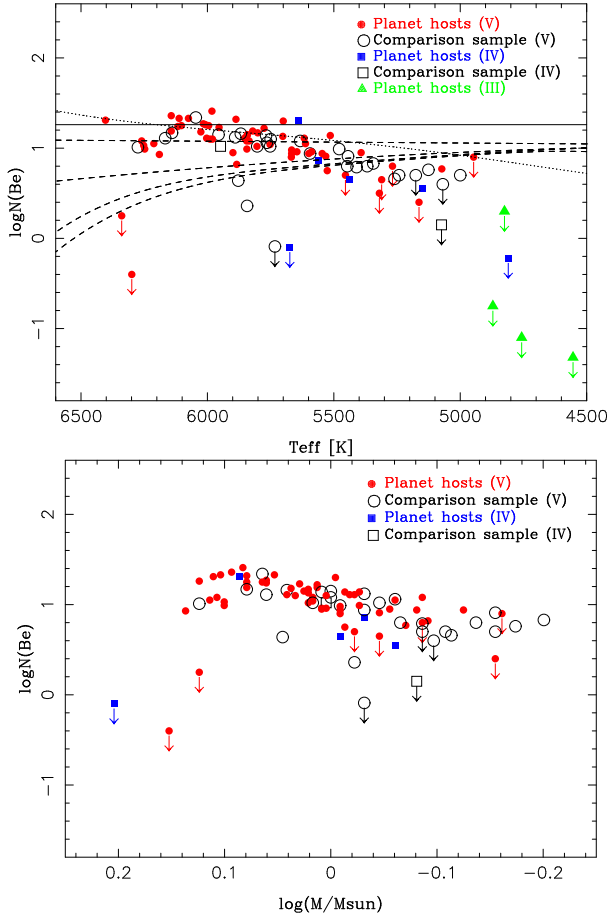 Planet hosts (V)
Comparison sample (V)
Planet hosts (IV)
Comparison sample (IV)
Planet hosts (III)
2
1
0
−1
logN(Be)
6500
6000
5500
5000
4500
Teff [K]
Planet hosts (V)
Comparison sample (V)
Planet hosts (IV)
Comparison sample (IV)
2
1
0
−1
logN(Be)
0.2
0.1
0
−0.1
−0.2
log(M/Msun)